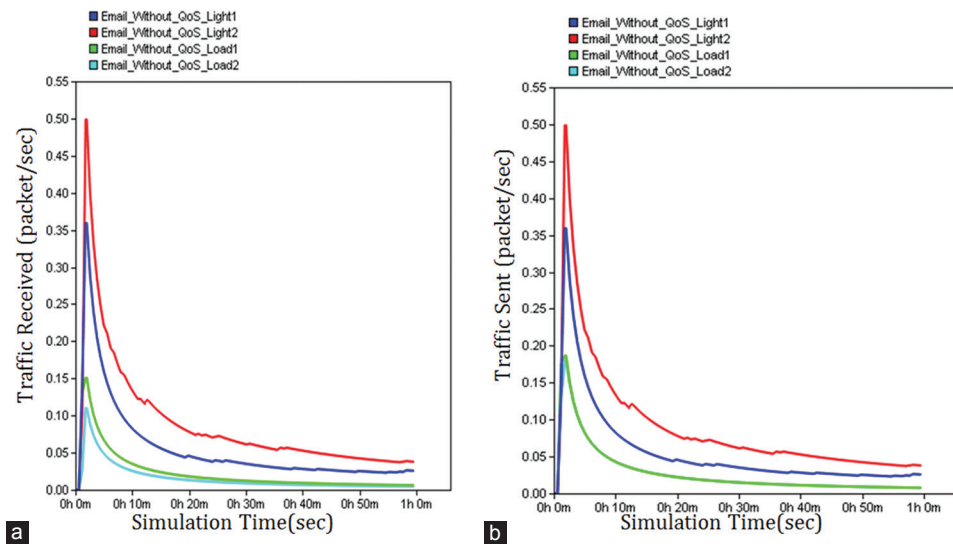 Email_Without_QoS_Light1
Email_Without_QoS_Light2
Email_Without_QoS_Load1
Email_Without_QoS_Load2
0.55
0.50
0.45
0.40
0.35
0.30
0.25
0.20
0.15
0.10
0.05
0.00
Traffic Received (packet/sec)
0h 0m 0h 10m 0h 20m 0h 30m 0h 40m 0h 50m 1h 0m
Simulation Time(sec)
a
Email_Without_QoS_Light1
Email_Without_QoS_Light2
Email_Without_QoS_Load1
Email_Without_QoS_Load2
0.55
0.50
0.45
0.40
0.35
0.30
0.25
0.20
0.15
0.10
0.05
0.00
Traffic Sent (packet/sec)
0h 0m 0h 10m 0h 20m 0h 30m 0h 40m 0h 50m 1h 0m
Simulation Time(sec)
b